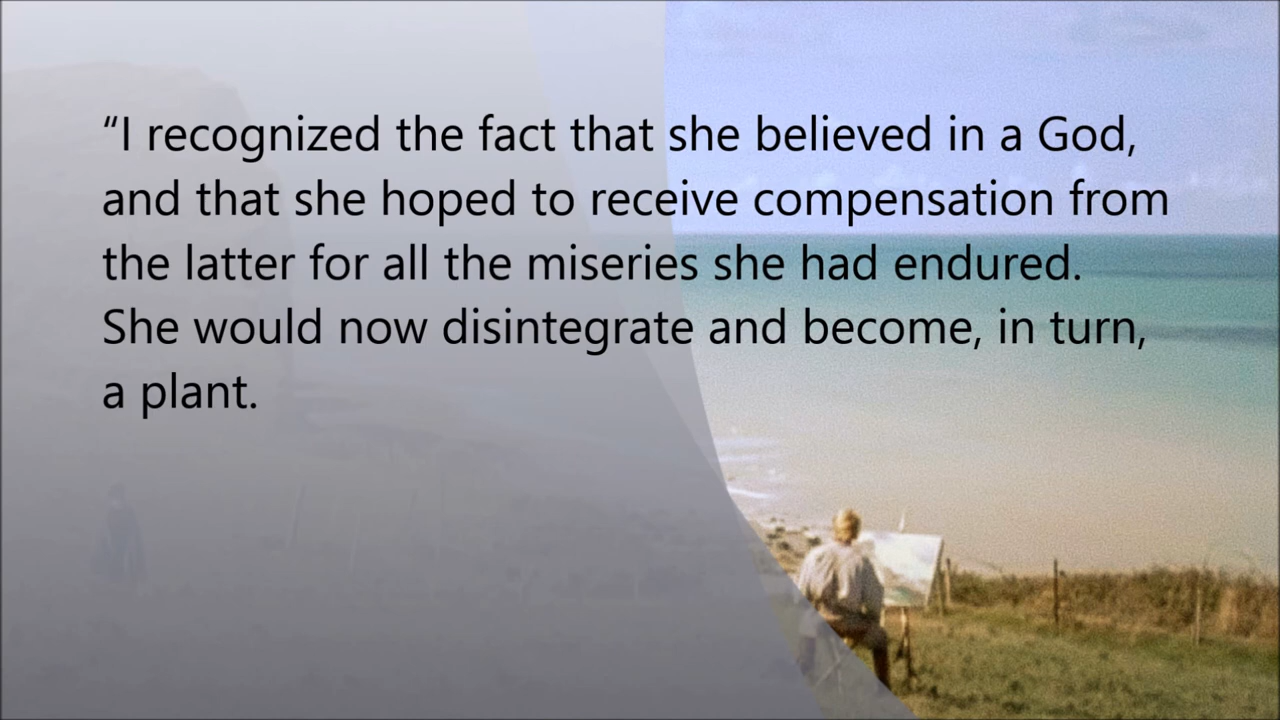 “I recognized the fact that she believed in a God,
and that she hoped to receive compensation from
the latter for all the miseries she had endured.
She would now disintegrate and become, in turn,
a plant.